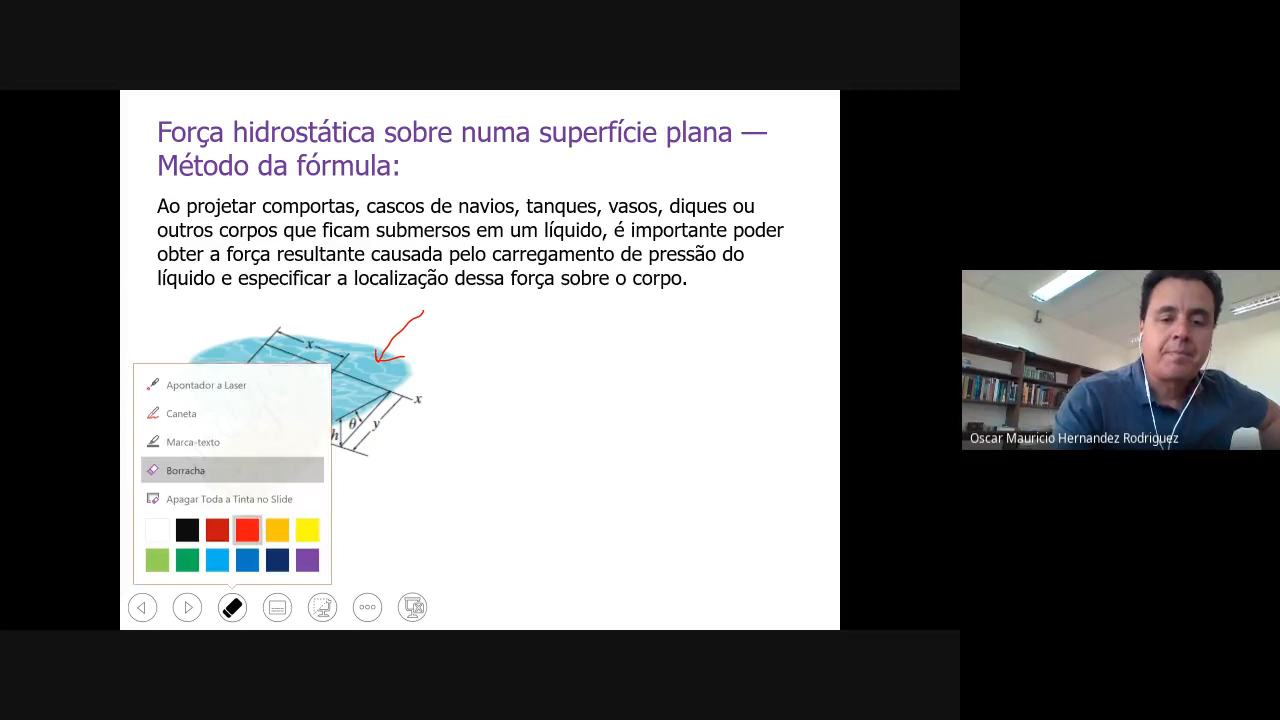 Força hidrostática sobre numa superfície plana —
Método da fórmula:
Ao projetar comportas, cascos de navios, tanques, vasos, diques ou
outros corpos que ficam submersos em um líquido, é importante poder
obter a força resultante causada pelo carregamento de pressão do
líquido e especificar a localização dessa força sobre o corpo.
x
x
θ
y
h
Apontador a Laser
Caneta
Marca-texto
Borracha
Apagar Toda a Tinta no Slide
Oscar Mauricio Hernandez Rodriguez